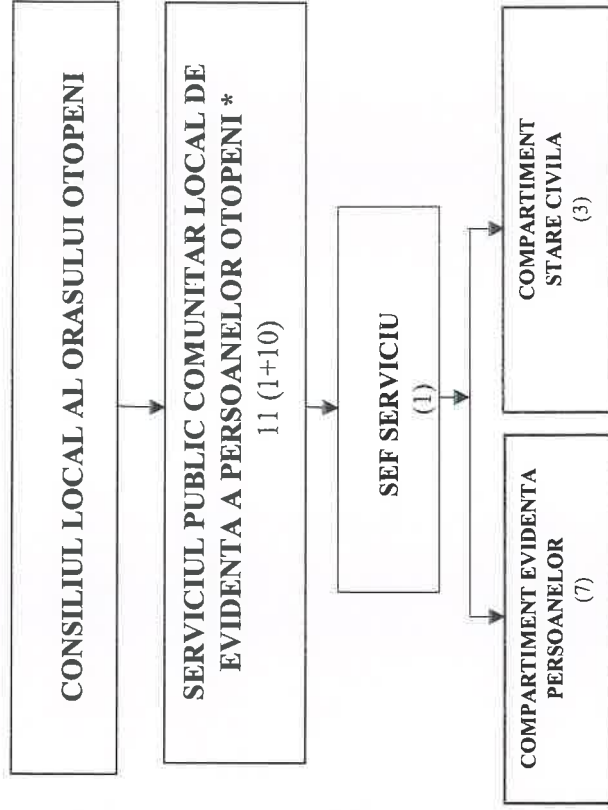 CONSILIUL LOCAL AL ORASULUI OTOPENI
SERVICIUL PUBLIC COMUNITAR LOCAL DE
EVIDENTA A PERSOANELOR OTOPENI *
11 (1+10)
SEF SERVICIU
(1)
COMPARTIMENT EVIDENTA
PERSOANELOR
(7)
COMPARTIMENT
STARE CIVILA
(3)